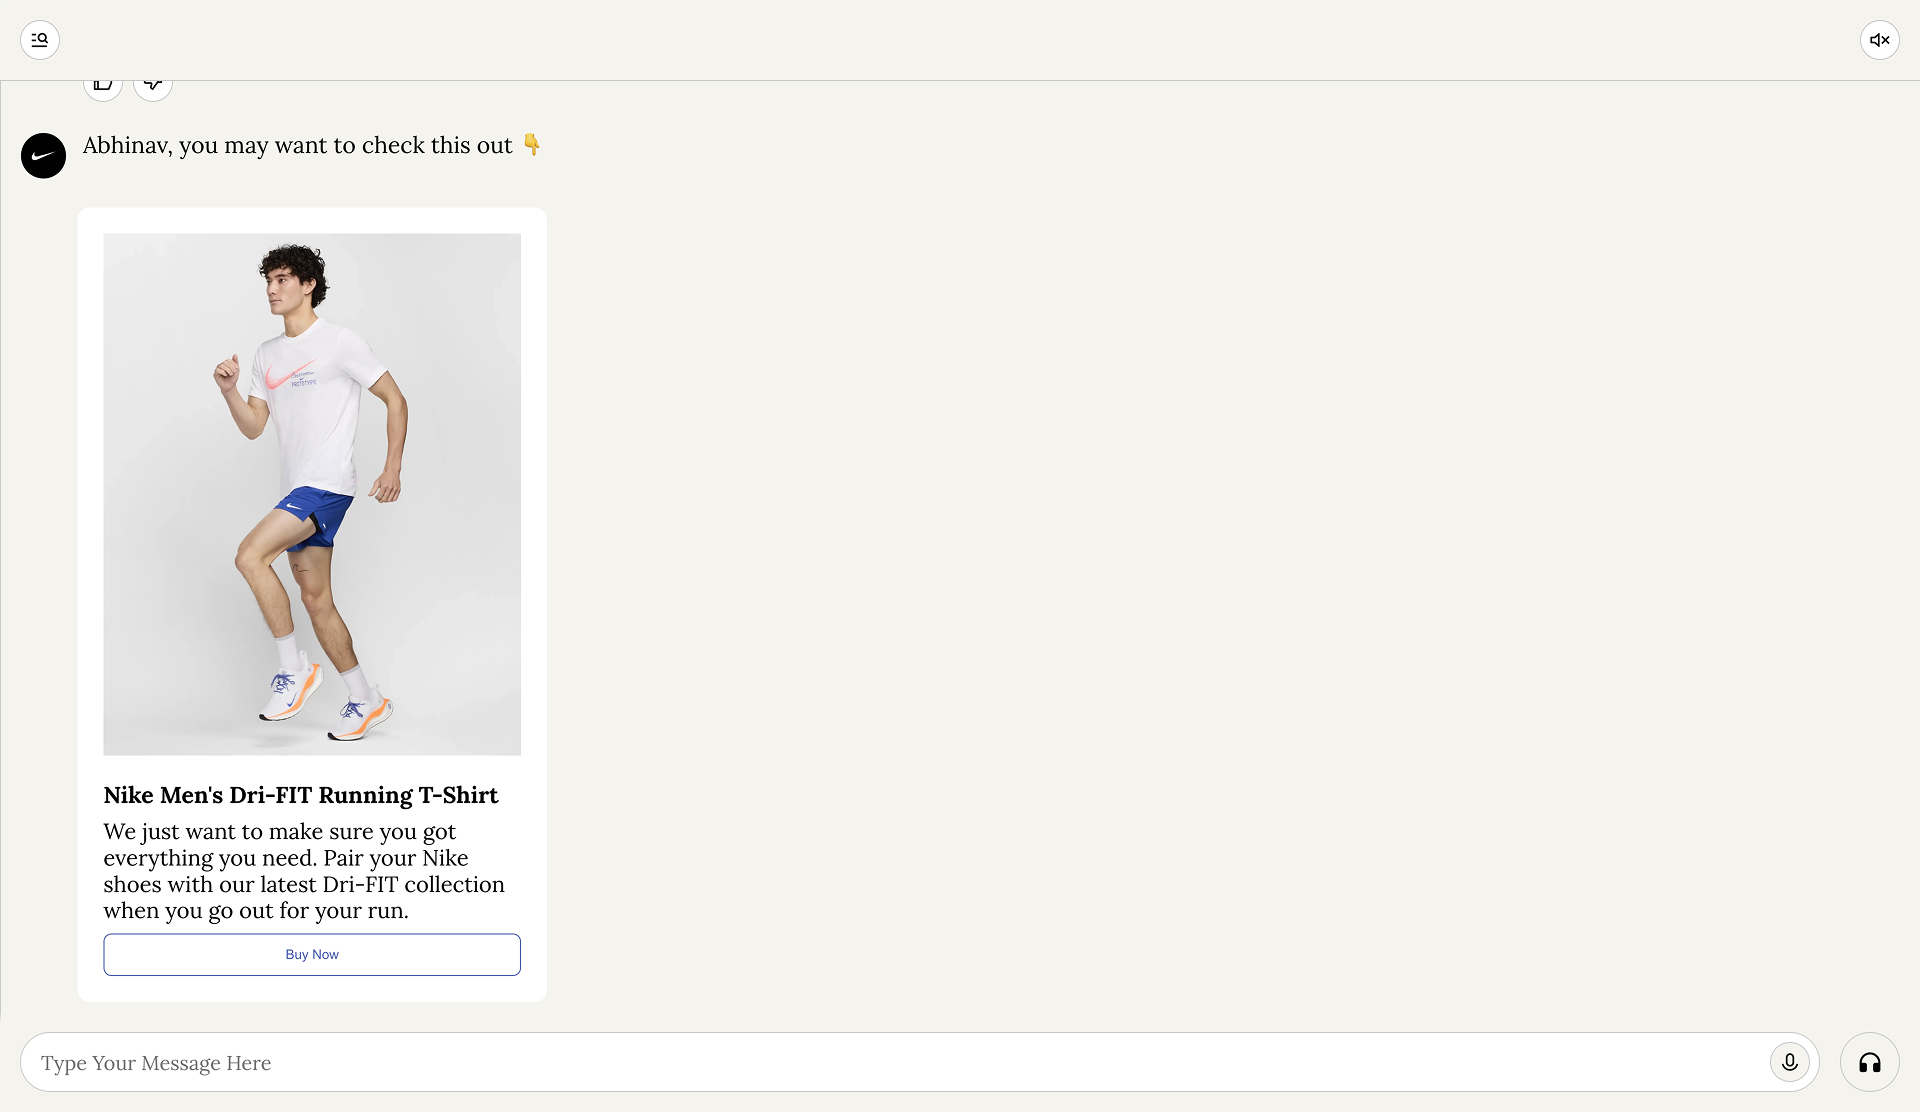 Abhinav, you may want to check this out 👇
PROTOTYPE
Nike Men's Dri-FIT Running T-Shirt
We just want to make sure you got
everything you need. Pair your Nike
shoes with our latest Dri-FIT collection
when you go out for your run.
Buy Now
Type Your Message Here